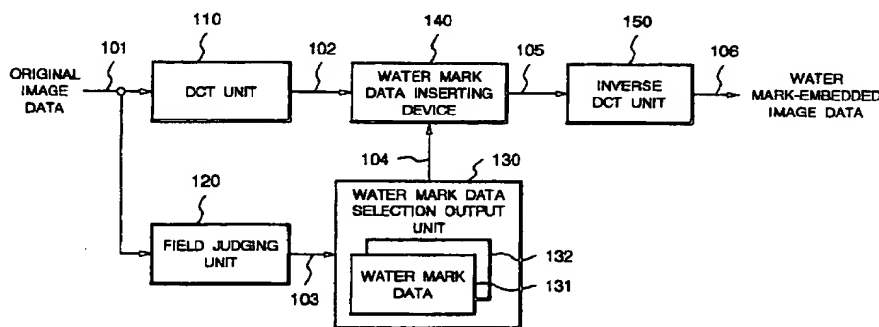 110
140
150
101
102
105
106
ORIGINAL
IMAGE
DATA
DCT UNIT
WATER MARK
DATA INSERTING
DEVICE
INVERSE
DCT UNIT
WATER
MARK-EMBEDDED
IMAGE DATA
104
130
120
FIELD JUDGING
UNIT
103
WATER MARK DATA
SELECTION OUTPUT
UNIT
WATER MARK
DATA
132
131